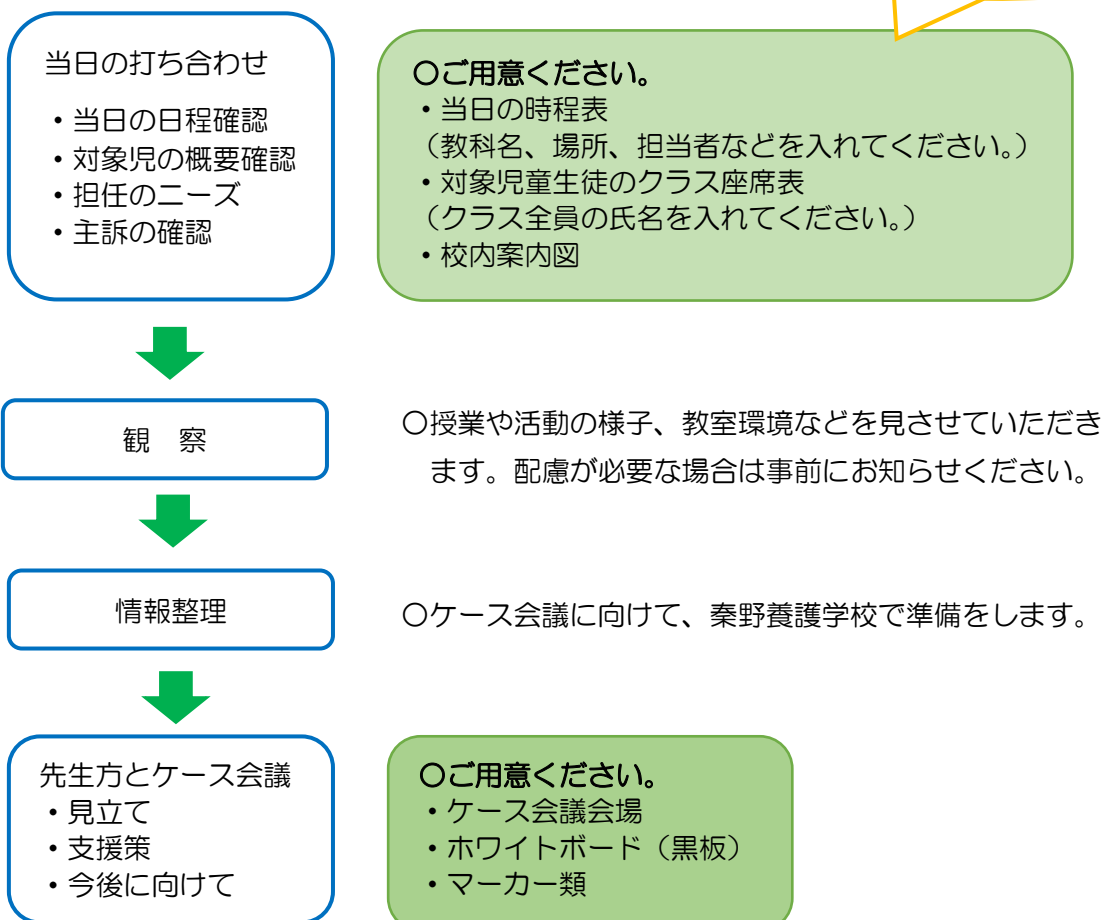 当日の打ち合わせ
・当日の日程確認
・対象児の概要確認
・担任のニーズ
・主訴の確認
〇ご用意ください。
・当日の時程表
（教科名、場所、担当者などを入れてください。）
・対象児童生徒のクラス座席表
（クラス全員の氏名を入れてください。）
・校内案内図
観　察
〇授業や活動の様子、教室環境などを見させていただき
ます。配慮が必要な場合は事前にお知らせください。
情報整理
〇ケース会議に向けて、秦野養護学校で準備をします。
先生方とケース会議
・見立て
・支援策
・今後に向けて
〇ご用意ください。
・ケース会議会場
・ホワイトボード（黒板）
・マーカー類